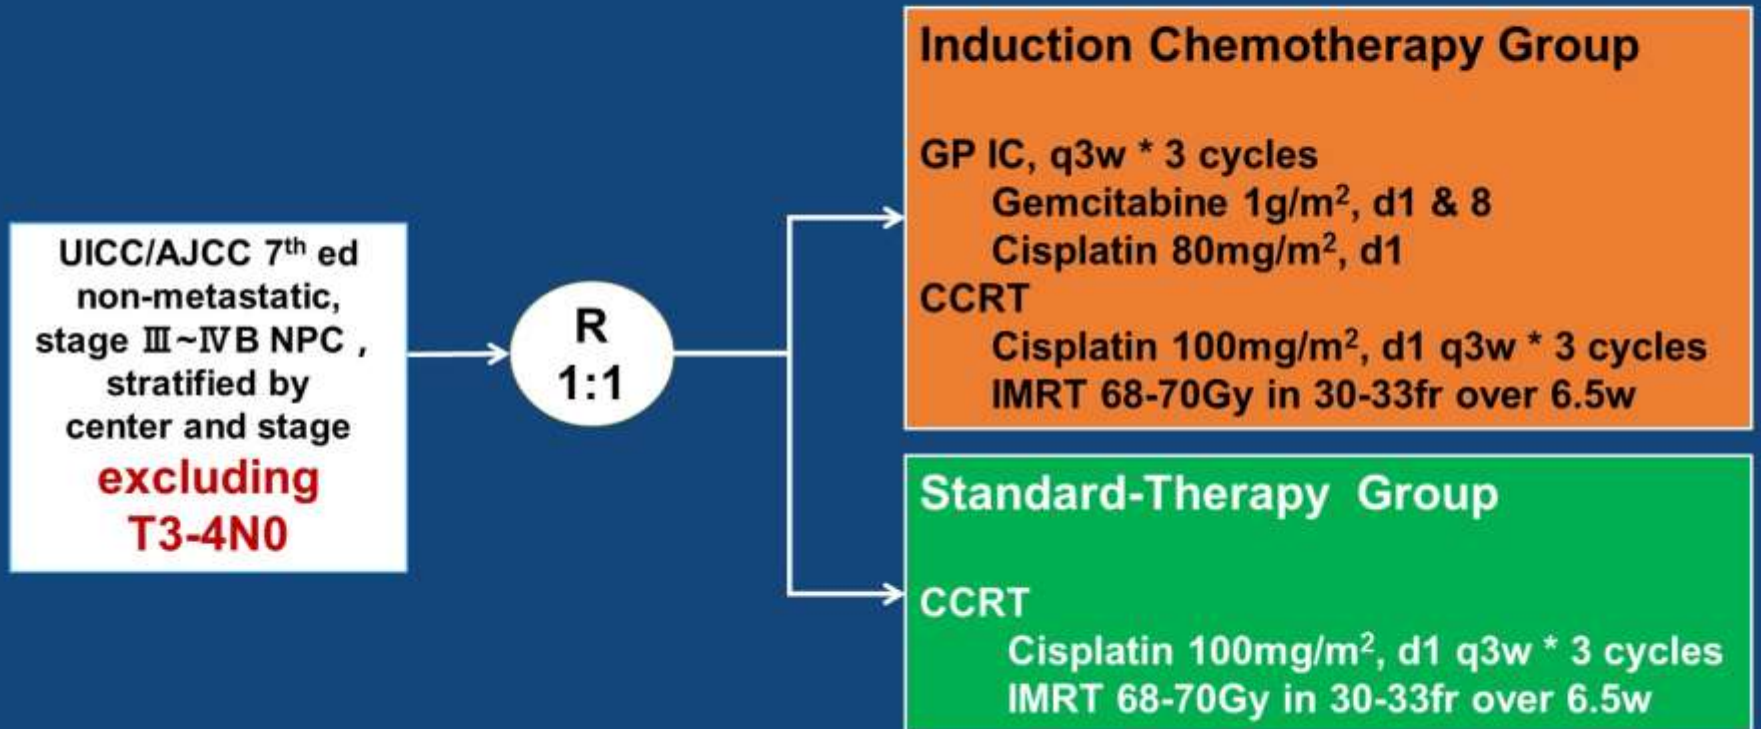 UICC/AJCC 7th ed
non-metastatic,
stage Ⅲ~ⅣB NPC ,
stratified by
center and stage
excluding
T3-4N0
R
1:1
Induction Chemotherapy Group
GP IC, q3w * 3 cycles
Gemcitabine 1g/m², d1 & 8
Cisplatin 80mg/m², d1
CCRT
Cisplatin 100mg/m², d1 q3w * 3 cycles
IMRT 68-70Gy in 30-33fr over 6.5w
Standard-Therapy Group
CCRT
Cisplatin 100mg/m², d1 q3w * 3 cycles
IMRT 68-70Gy in 30-33fr over 6.5w